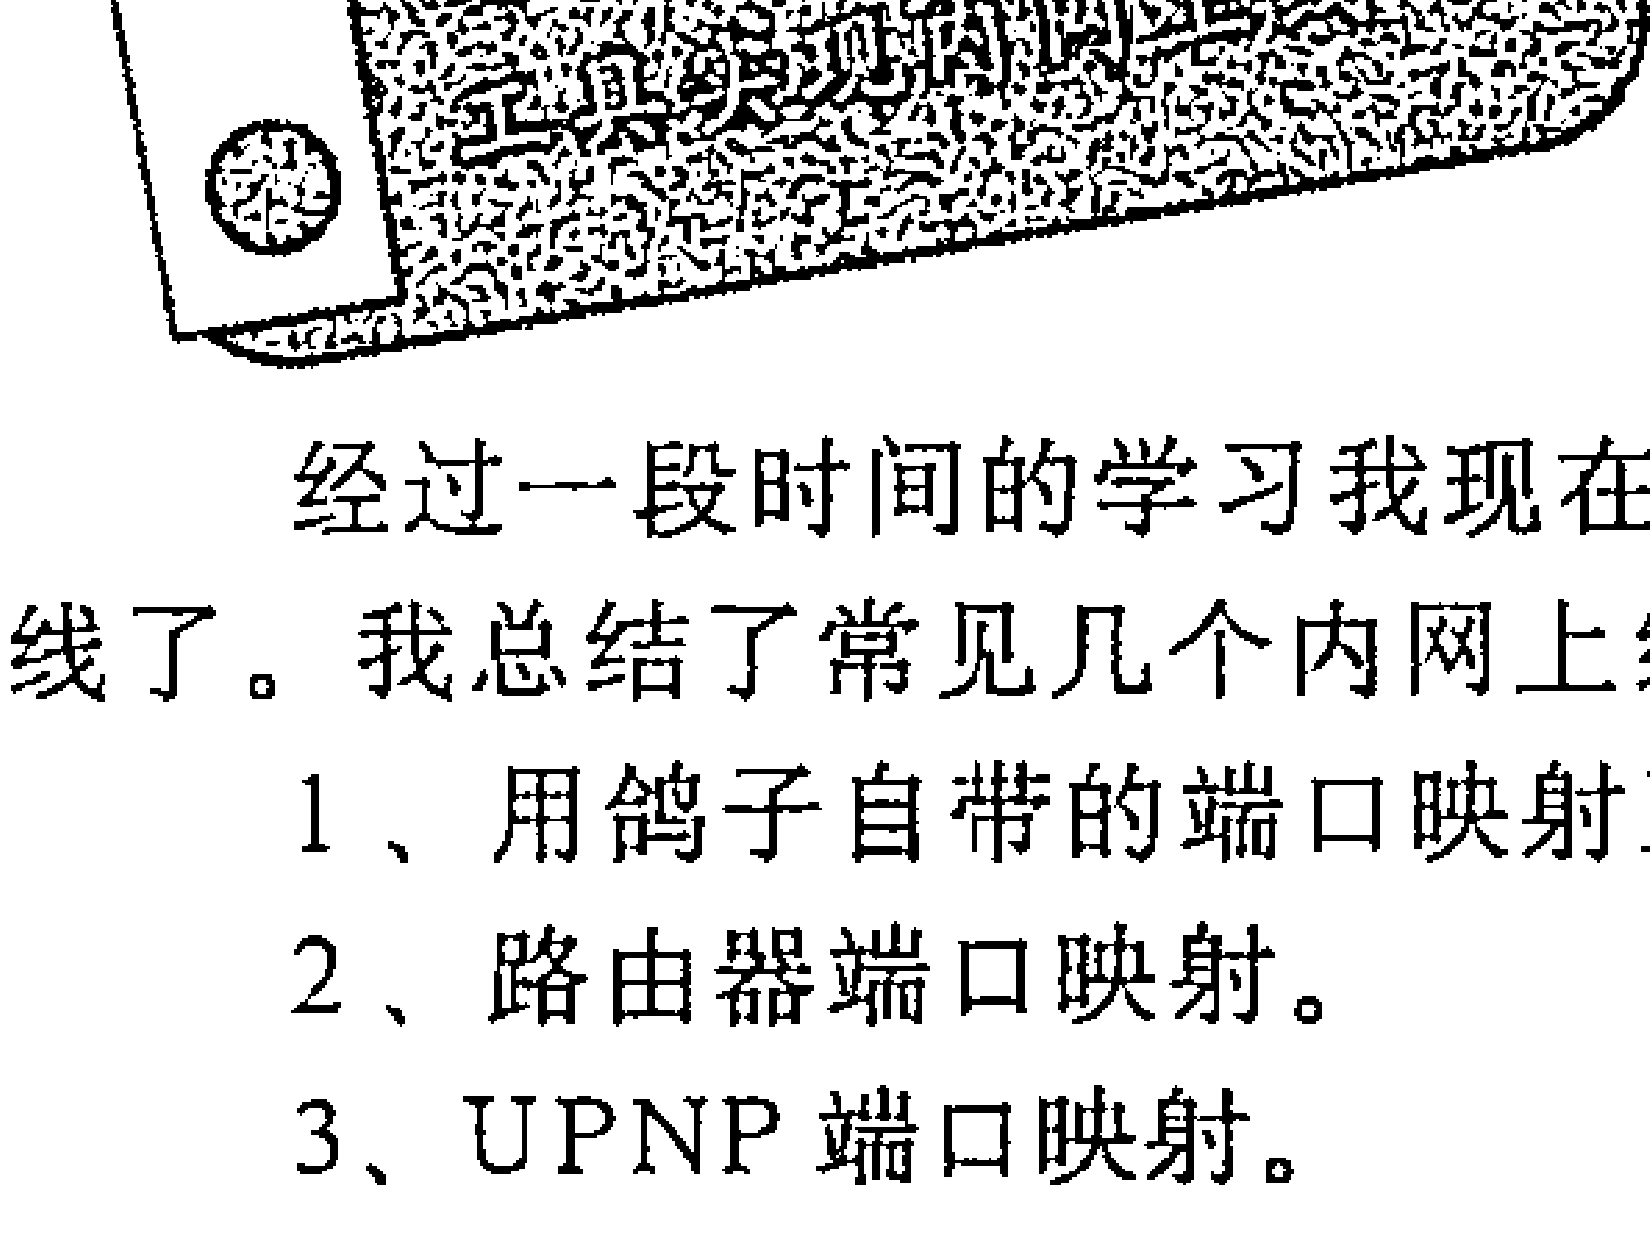 经过一段时间的学习我现在
线了。我总结了常见几个内网上
1、用鸽子自带的端口映射
2、路由器端口映射。
3、UPNP 端口映射。